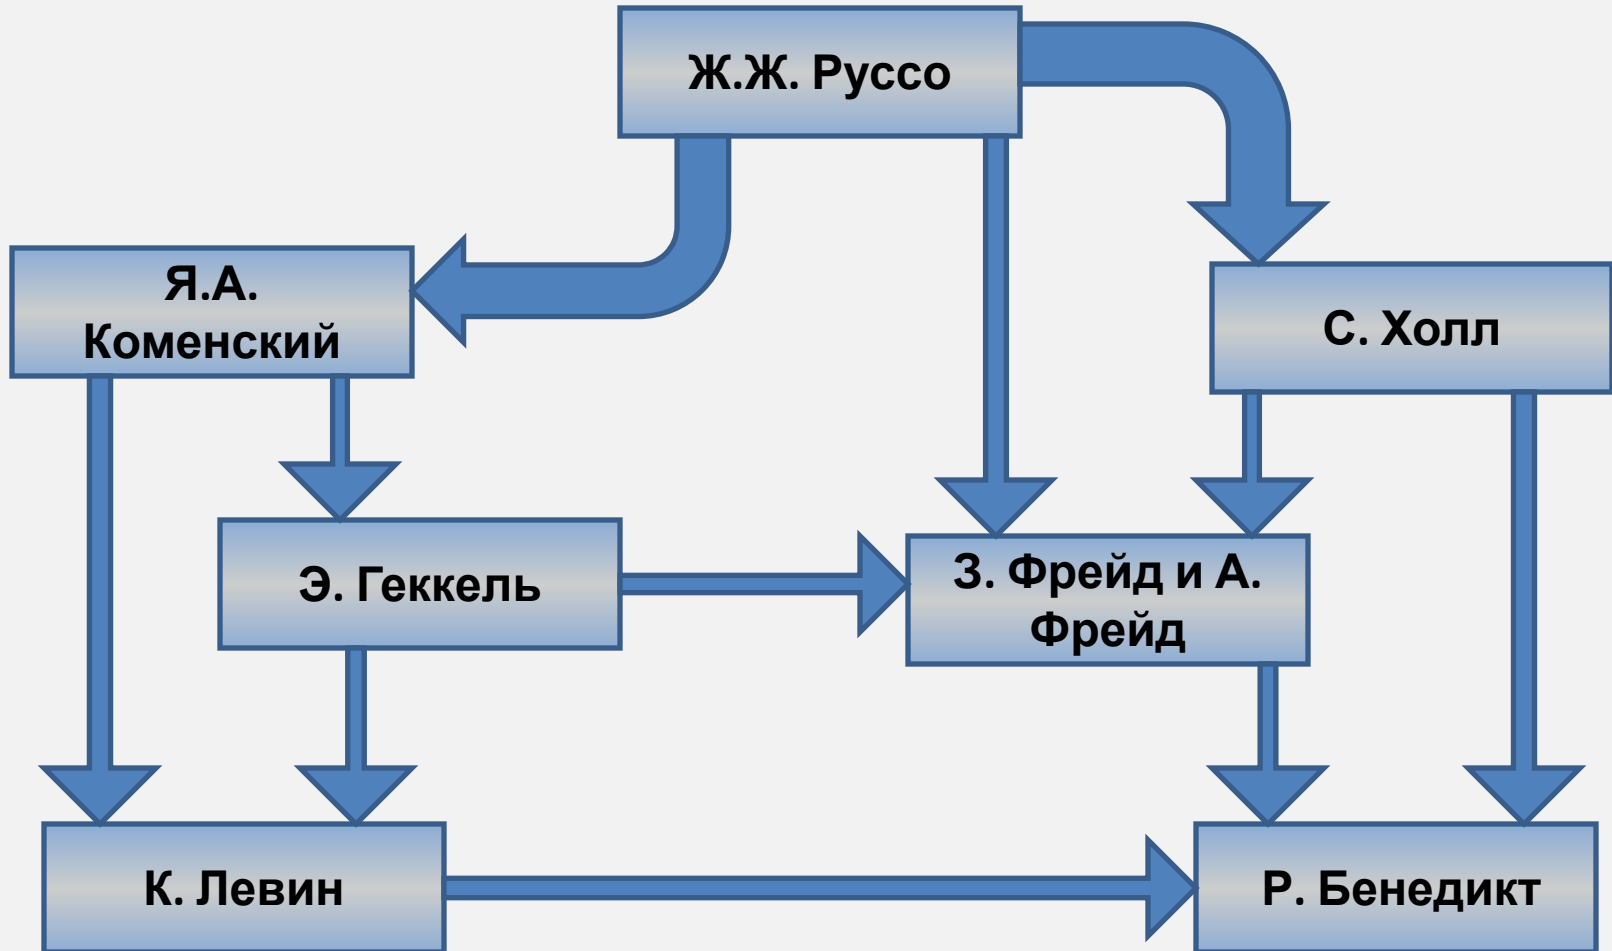 Ж.Ж. Руссо
Я.А.
Коменский
С. Холл
Э. Геккель
З. Фрейд и А.
Фрейд
К. Левин
Р. Бенедикт